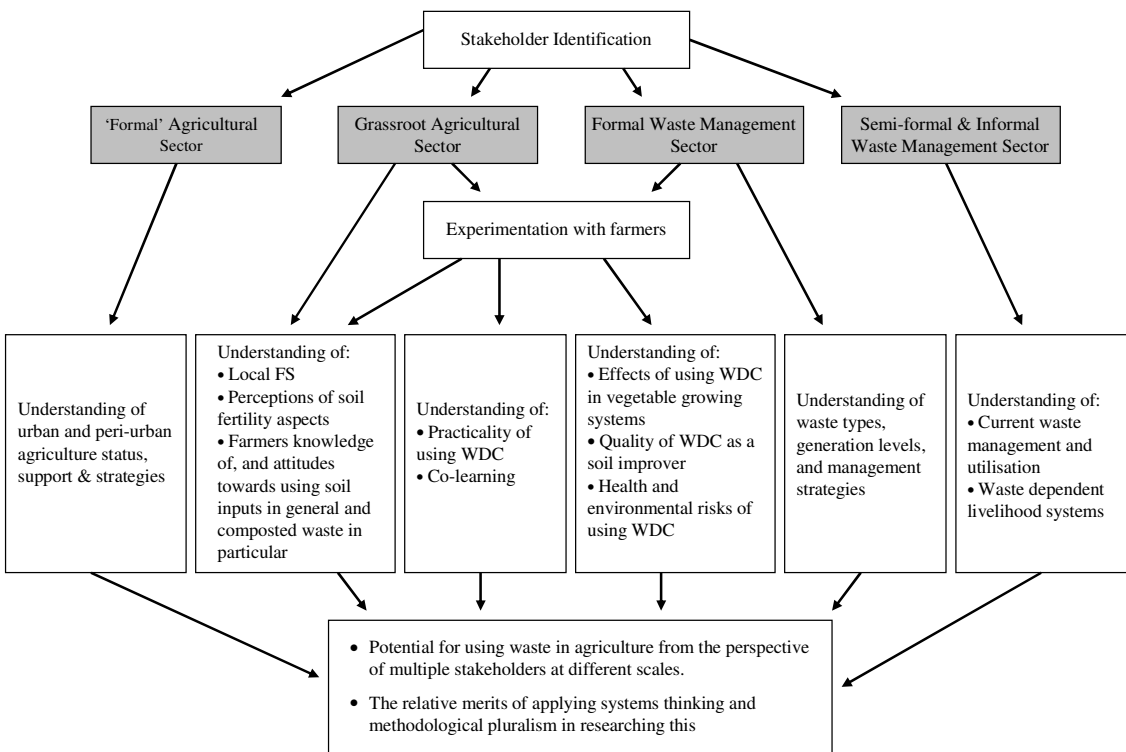 Stakeholder Identification
‘Formal’ Agricultural
Sector
Grassroot Agricultural
Sector
Formal Waste Management
Sector
Semi-formal & Informal
Waste Management Sector
Experimentation with farmers
Understanding of
urban and peri-urban
agriculture status,
support & strategies
Understanding of:
• Local FS
• Perceptions of soil
fertility aspects
• Farmers knowledge
of, and attitudes
towards using soil
inputs in general and
composted waste in
particular
Understanding of:
• Practicality of
using WDC
• Co-learning
Understanding of:
• Effects of using WDC
in vegetable growing
systems
• Quality of WDC as a
soil improver
• Health and
environmental risks of
using WDC
Understanding of
waste types,
generation levels,
and management
strategies
Understanding of:
• Current waste
management and
utilisation
• Waste dependent
livelihood systems
• Potential for using waste in agriculture from the perspective
of multiple stakeholders at different scales.
• The relative merits of applying systems thinking and
methodological pluralism in researching this